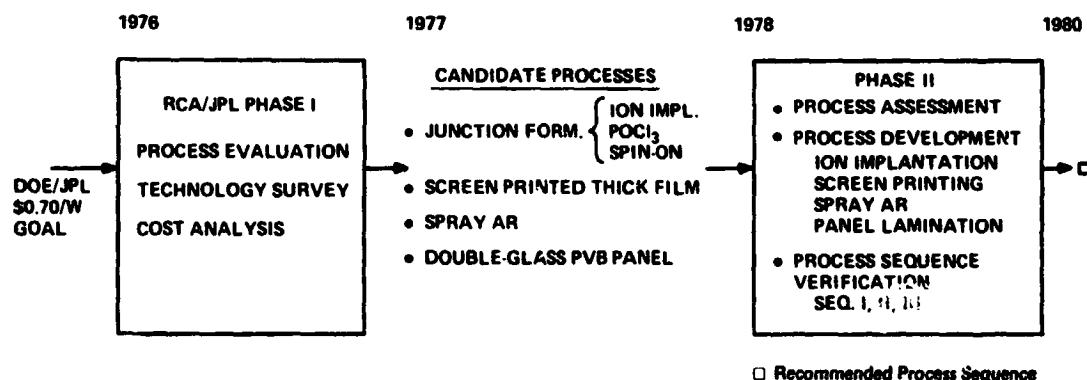 1976
1977
1978
1980
DOE/JPL
$0.70/W
GOAL
RCA/JPL PHASE I
PROCESS EVALUATION
TECHNOLOGY SURVEY
COST ANALYSIS
CANDIDATE PROCESSES
• JUNCTION FORM. { ION IMPL.
POCl₃
SPIN-ON
• SCREEN PRINTED THICK FILM
• SPRAY AR
• DOUBLE-GLASS PVB PANEL
PHASE II
• PROCESS ASSESSMENT
• PROCESS DEVELOPMENT
ION IMPLANTATION
SCREEN PRINTING
SPRAY AR
PANEL LAMINATION
• PROCESS SEQUENCE
VERIFICATION
SEQ. I, II, III
□ Recommended Process Sequence